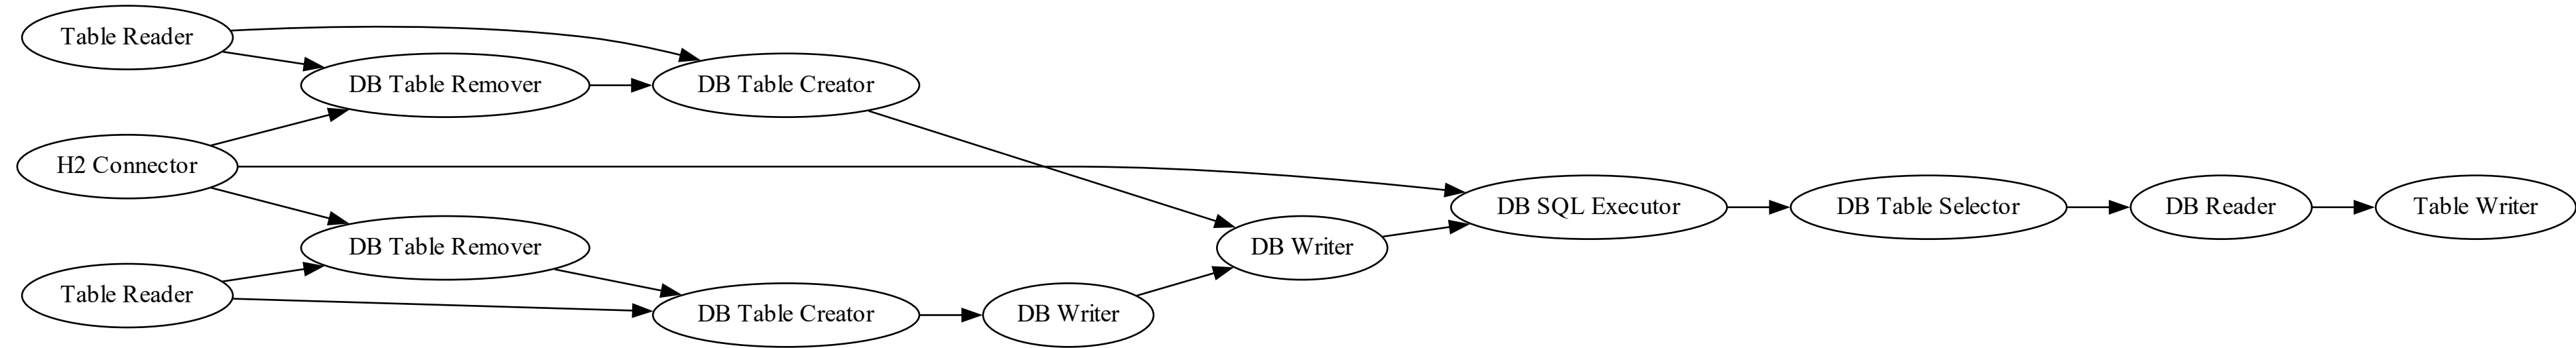 Table Reader
DB Table Remover
DB Table Creator
H2 Connector
DB Table Remover
Table Reader
DB Table Creator
DB Writer
DB Writer
DB SQL Executor
DB Table Selector
DB Reader
Table Writer